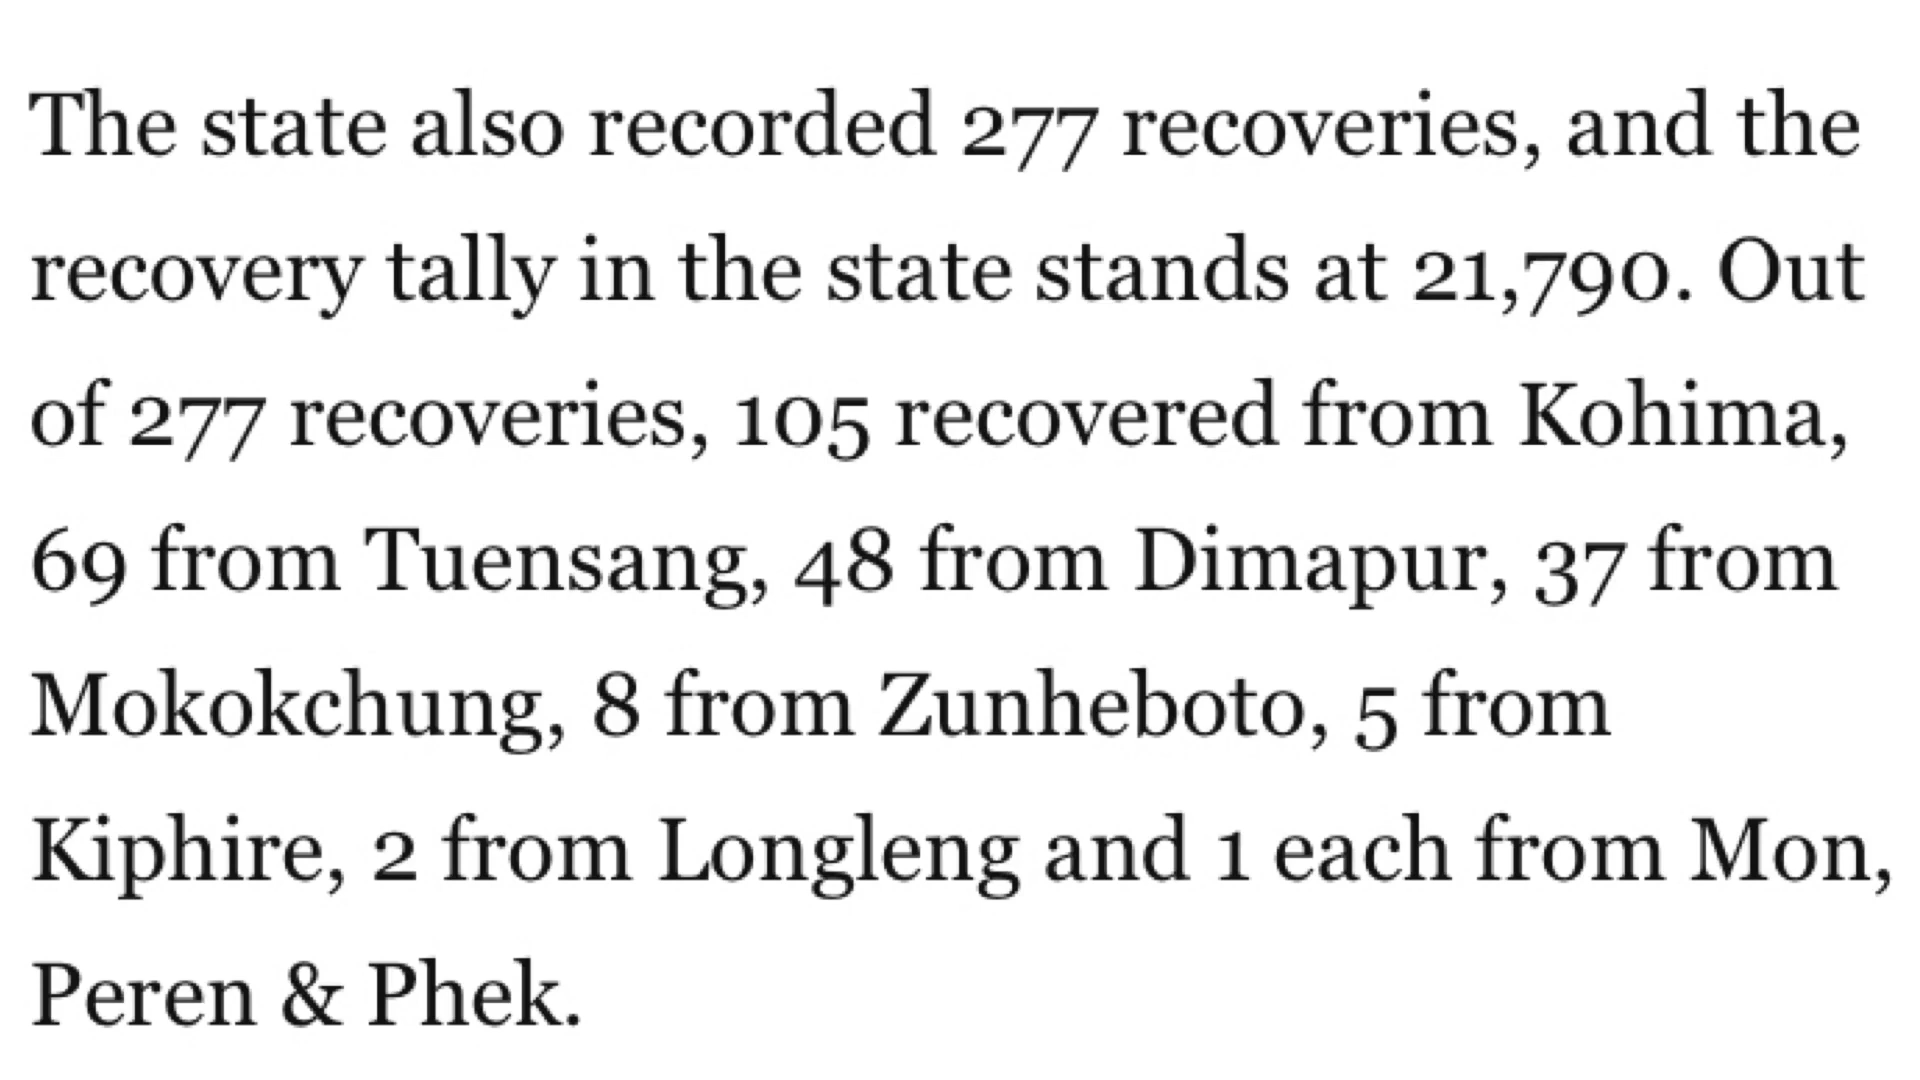 The state also recorded 277 recoveries, and the
recovery tally in the state stands at 21,790. Out
of 277 recoveries, 105 recovered from Kohima,
69 from Tuensang, 48 from Dimapur, 37 from
Mokokchung, 8 from Zunheboto, 5 from
Kiphire, 2 from Longleng and 1 each from Mon,
Peren & Phek.